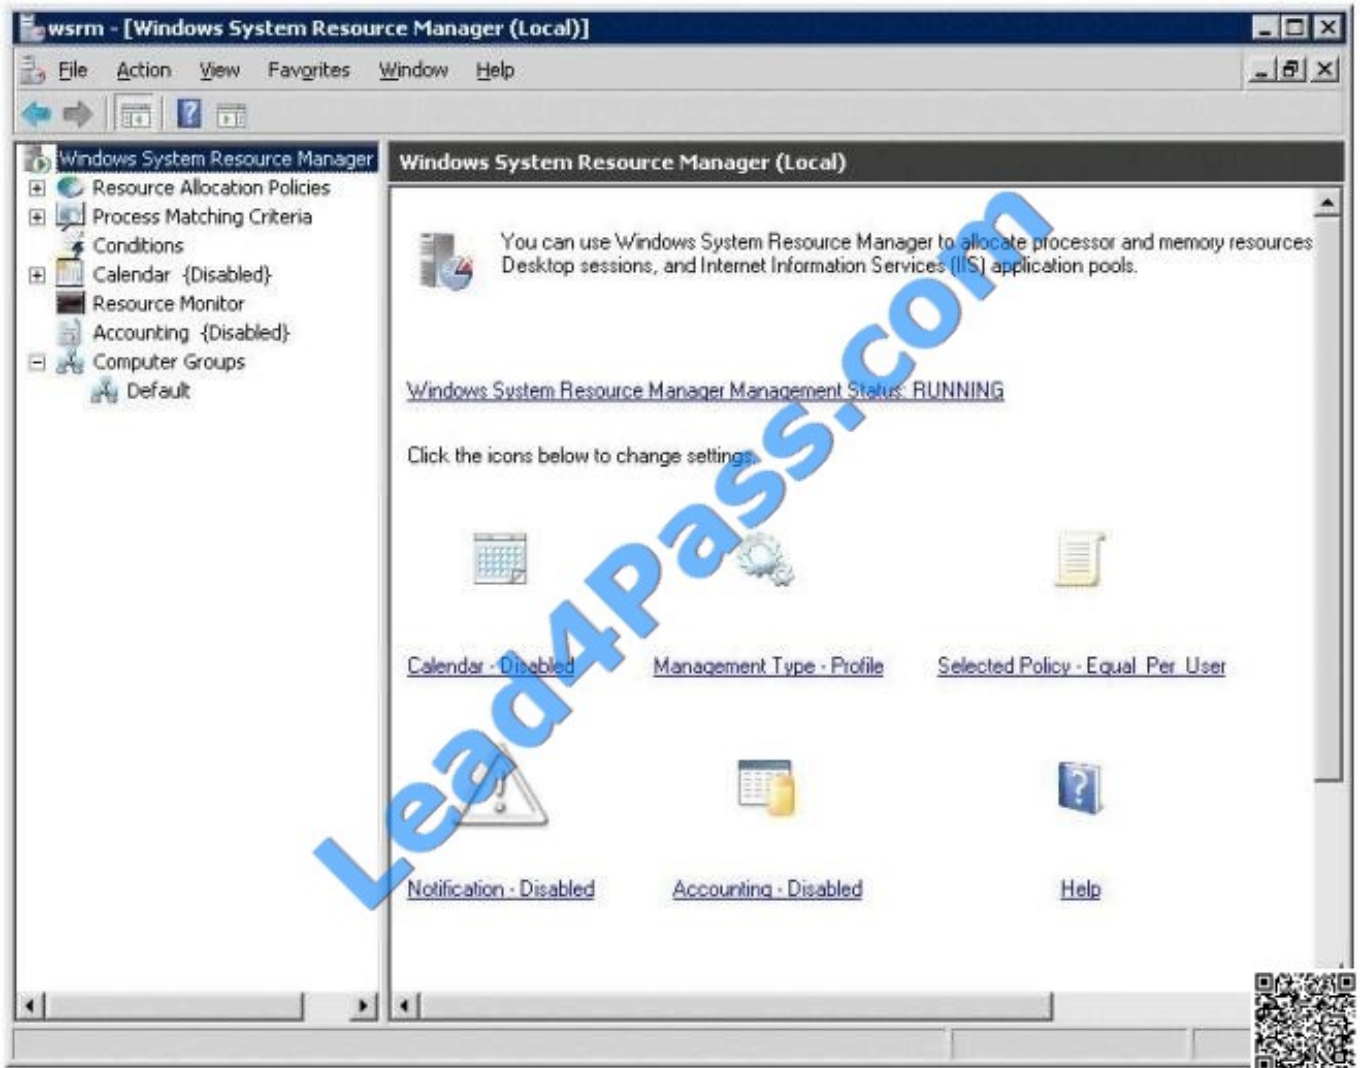 wsrm - [Windows System Resource Manager (Local)]
File Action View Favorites Window Help
Windows System Resource Manager
Resource Allocation Policies
Process Matching Criteria
Conditions
Calendar {Disabled}
Resource Monitor
Accounting {Disabled}
Computer Groups
Default
Windows System Resource Manager (Local)
You can use Windows System Resource Manager to allocate processor and memory resources
Desktop sessions, and Internet Information Services (IIS) application pools.
Windows System Resource Manager Management Status: RUNNING
Click the icons below to change settings.
Calendar - Disabled
Management Type - Profile
Selected Policy - Equal_Per_User
Notification - Disabled
Accounting - Disabled
Help
Lead4Pass.com